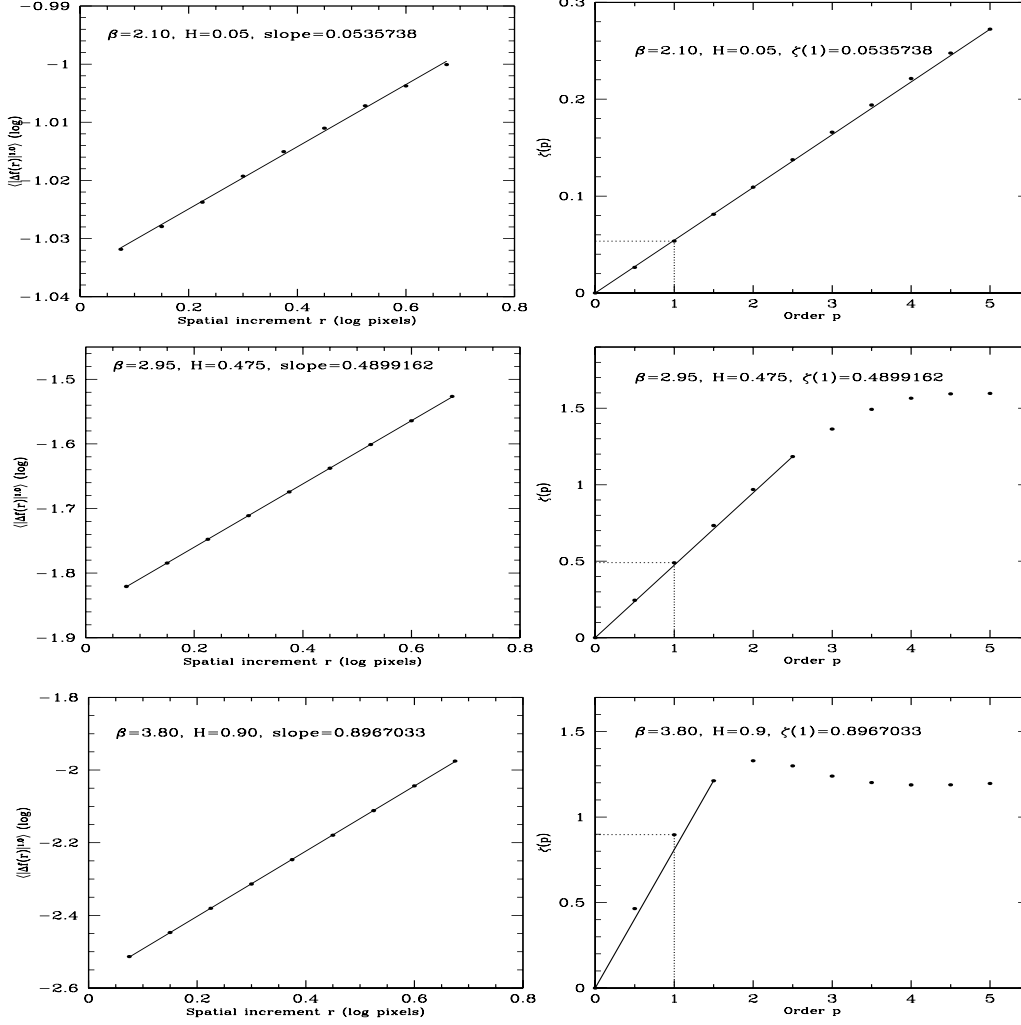 −0.99
β=2.10, H=0.05, slope=0.0535738
−1
−1.01
−1.02
−1.03
−1.04
⟨|Δf(r)|¹·⁰⟩ (log)
0 0.2 0.4 0.6 0.8
Spatial increment r (log pixels)
0.3
β=2.10, H=0.05, ζ(1)=0.0535738
0.2
0.1
0
ζ(p)
0 1 2 3 4 5
Order p
β=2.95, H=0.475, slope=0.4899162
−1.5
−1.6
−1.7
−1.8
−1.9
⟨|Δf(r)|¹·⁰⟩ (log)
0 0.2 0.4 0.6 0.8
Spatial increment r (log pixels)
β=2.95, H=0.475, ζ(1)=0.4899162
1.5
1
0.5
0
ζ(p)
0 1 2 3 4 5
Order p
−1.8
β=3.80, H=0.90, slope=0.8967033
−2
−2.2
−2.4
−2.6
⟨|Δf(r)|¹·⁰⟩ (log)
0 0.2 0.4 0.6 0.8
Spatial increment r (log pixels)
β=3.80, H=0.9, ζ(1)=0.8967033
1.5
1
0.5
0
ζ(p)
0 1 2 3 4 5
Order p